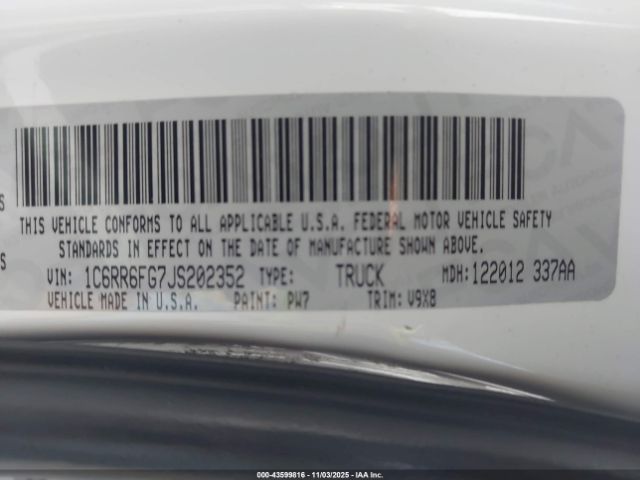 S
THIS VEHICLE CONFORMS TO ALL APPLICABLE U.S.A. FEDERAL MOTOR VEHICLE SAFETY
STANDARDS IN EFFECT ON THE DATE OF MANUFACTURE SHOWN ABOVE.
S
VIN: 1C6RR6FG7JS202352 TYPE: TRUCK MDH: 122012 337AA
VEHICLE MADE IN U.S.A. PAINT: PW7 TRIM: V9X8
000-43599816 - 11/03/2025 - IAA Inc.